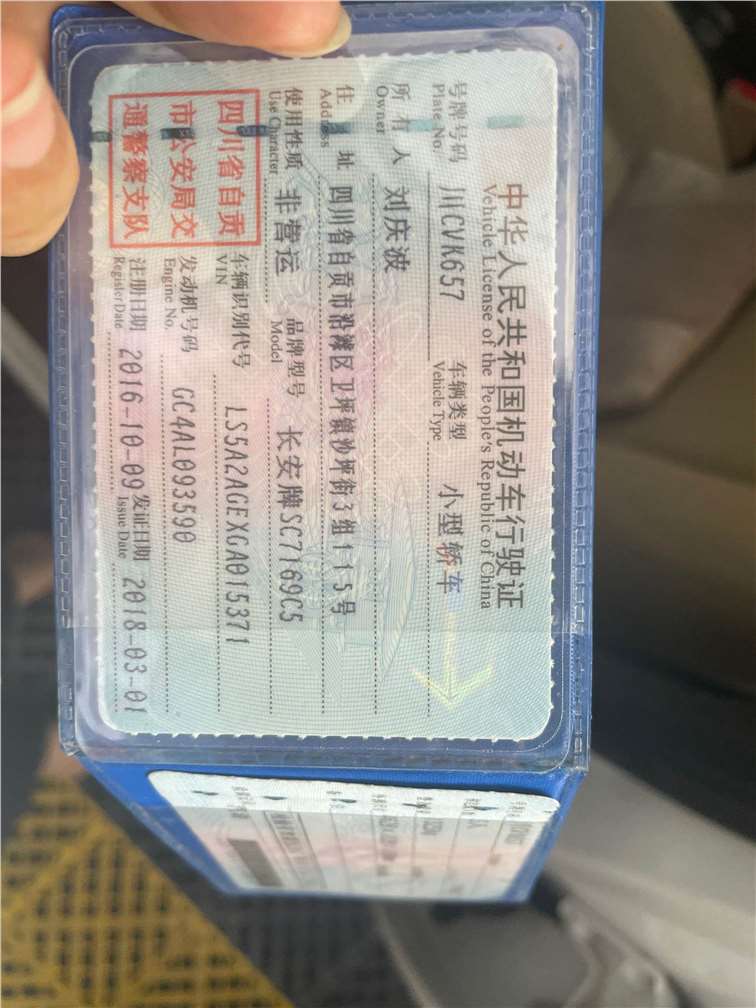 中华人民共和国机动车行驶证
Vehicle License of the People's Republic of China
号牌号码 川CVK657 车辆类型 小型轿车
Plate No. Vehicle Type
所有人 刘庆波
Owner
住址 四川省自贡市沿滩区卫坪镇沙坪街3组115号
Address
使用性质 非营运 品牌型号 长安牌SC7169C5
Use Character Model
四川省自贡
市公安局交
通警察支队
车辆识别代号 LS5A2AGEXGA015371
VIN
发动机号码 GC4AL093590
Engine No.
注册日期 2016-10-09 发证日期 2018-03-01
Register Date Issue Date